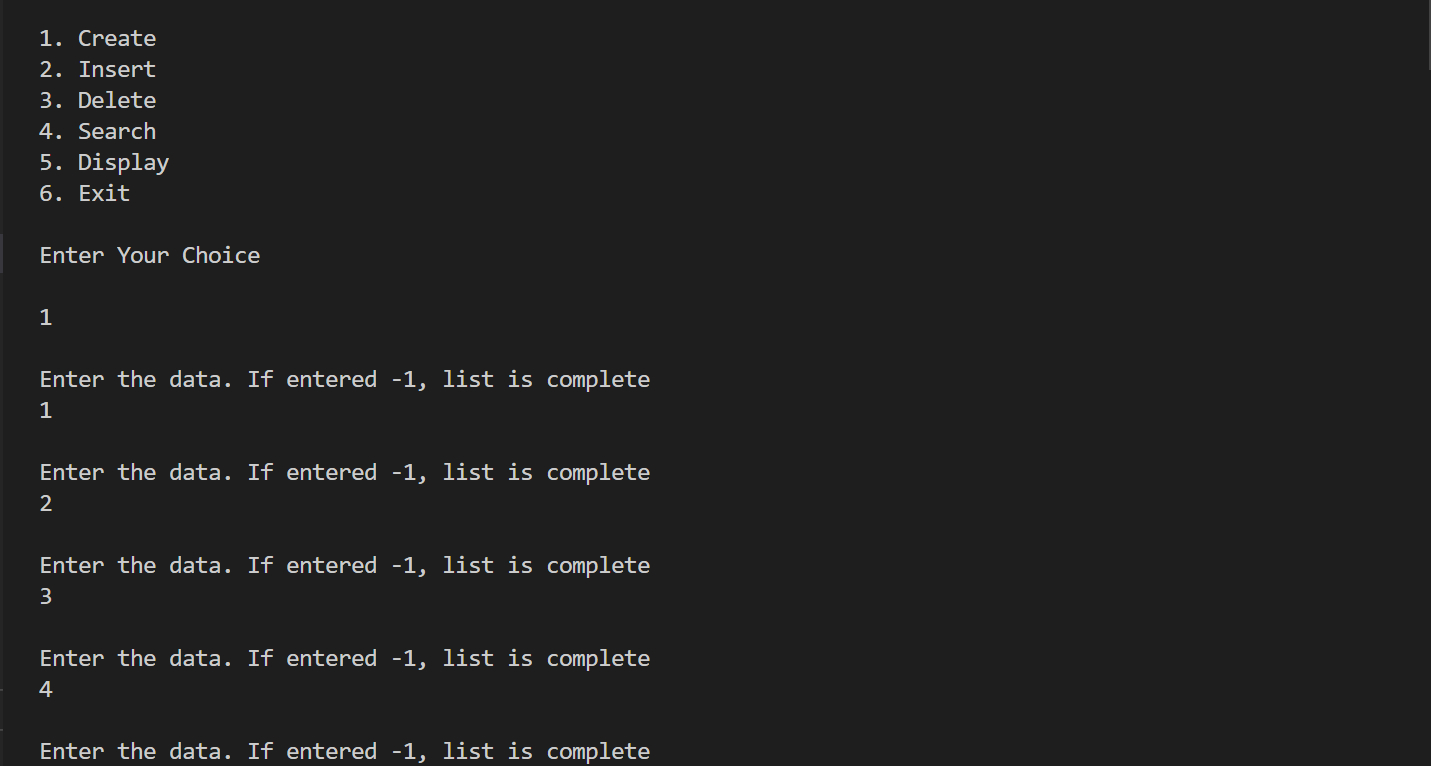 1. Create
2. Insert
3. Delete
4. Search
5. Display
6. Exit
Enter Your Choice
1
Enter the data. If entered -1, list is complete
1
Enter the data. If entered -1, list is complete
2
Enter the data. If entered -1, list is complete
3
Enter the data. If entered -1, list is complete
4
Enter the data. If entered -1, list is complete